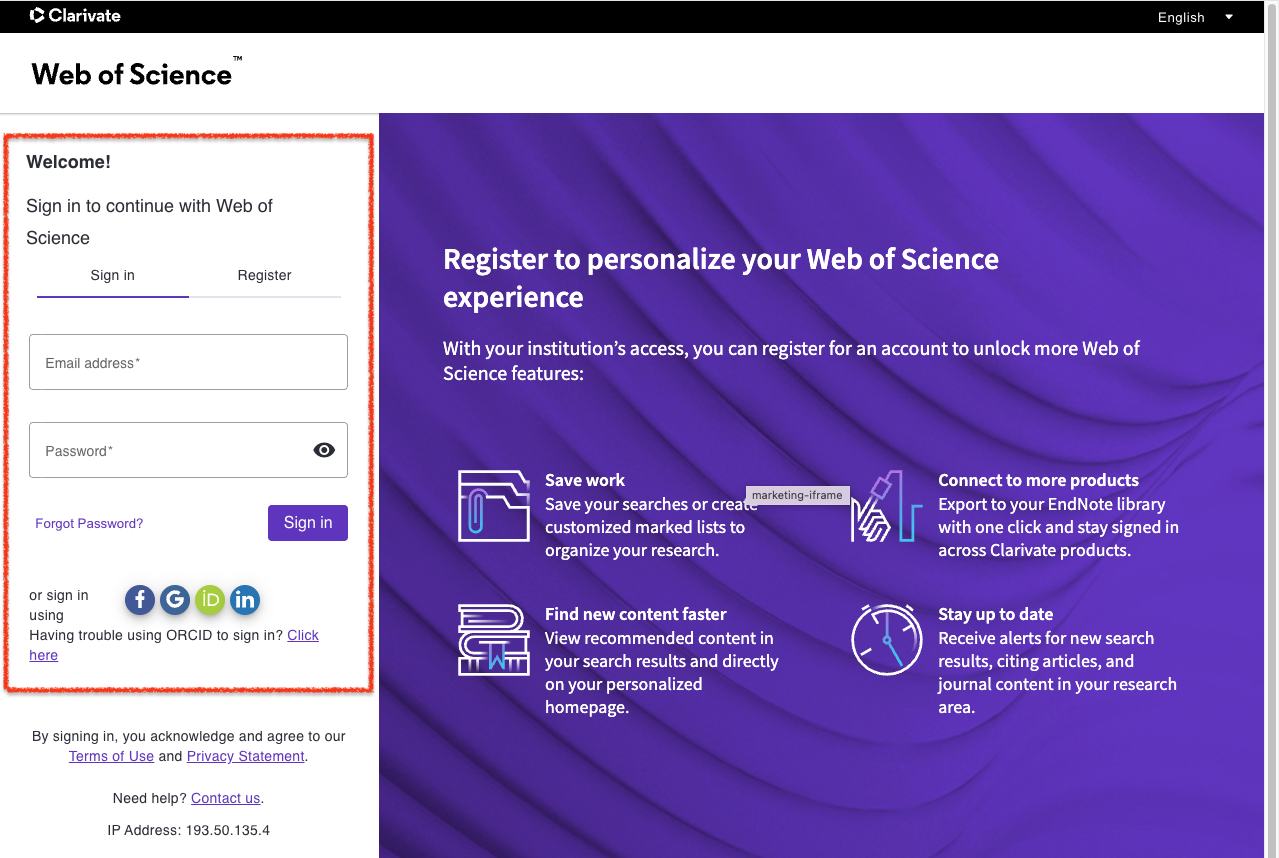 Clarivate
English
Web of Science™
Welcome!
Sign in to continue with Web of
Science
Sign in
Register
Email address*
Password*
Forgot Password?
Sign in
or sign in
using
f
G
iD
in
Having trouble using ORCID to sign in? Click
here
By signing in, you acknowledge and agree to our
Terms of Use and Privacy Statement.
Need help? Contact us.
IP Address: 193.50.135.4
Register to personalize your Web of Science
experience
With your institution’s access, you can register for an account to unlock more Web of
Science features:
Save work
Save your searches or create
customized marked lists to
organize your research.
marketing-iframe
Connect to more products
Export to your EndNote library
with one click and stay signed in
across Clarivate products.
Find new content faster
View recommended content in
your search results and directly
on your personalized
homepage.
Stay up to date
Receive alerts for new search
results, citing articles, and
journal content in your research
area.